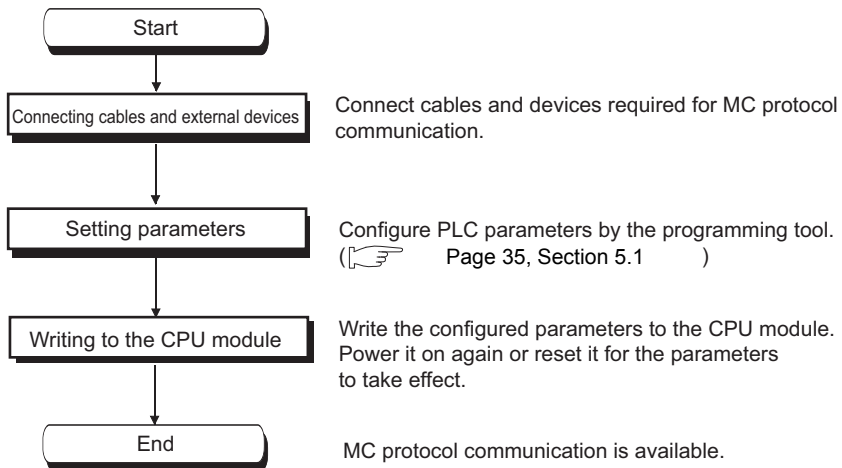 Start
Connecting cables and external devices
Connect cables and devices required for MC protocol
communication.
Setting parameters
Configure PLC parameters by the programming tool.
( Page 35, Section 5.1 )
Writing to the CPU module
Write the configured parameters to the CPU module.
Power it on again or reset it for the parameters
to take effect.
End
MC protocol communication is available.